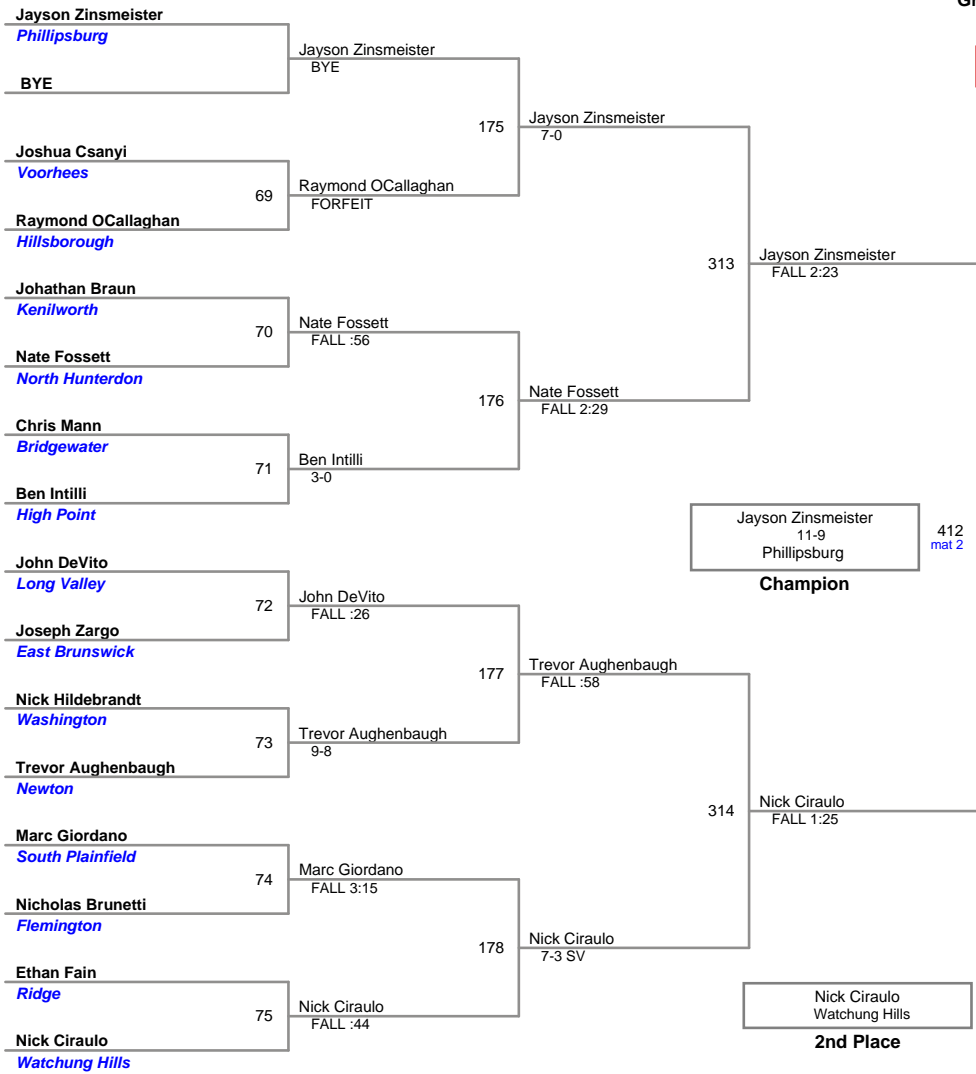 Jayson Zinsmeister
Phillipsburg
BYE
Joshua Csanyi
Voorhees
Raymond OCallaghan
Hillsborough
Johathan Braun
Kenilworth
Nate Fossett
North Hunterdon
Chris Mann
Bridgewater
Ben Intilli
High Point
John DeVito
Long Valley
Joseph Zargo
East Brunswick
Nick Hildebrandt
Washington
Trevor Aughenbaugh
Newton
Marc Giordano
South Plainfield
Nicholas Brunetti
Flemington
Ethan Fain
Ridge
Nick Ciraulo
Watchung Hills
69
70
71
72
73
74
75
Jayson Zinsmeister
BYE
Raymond OCallaghan
FORFEIT
Nate Fossett
FALL :56
Ben Intilli
3-0
John DeVito
FALL :26
Trevor Aughenbaugh
9-8
Marc Giordano
FALL 3:15
Nick Ciraulo
FALL :44
175
176
177
178
Jayson Zinsmeister
7-0
Nate Fossett
FALL 2:29
Trevor Aughenbaugh
FALL :58
Nick Ciraulo
7-3 SV
313
314
Jayson Zinsmeister
FALL 2:23
Nick Ciraulo
FALL 1:25
Jayson Zinsmeister
11-9
Phillipsburg
Champion
412
mat 2
Nick Ciraulo
Watchung Hills
2nd Place